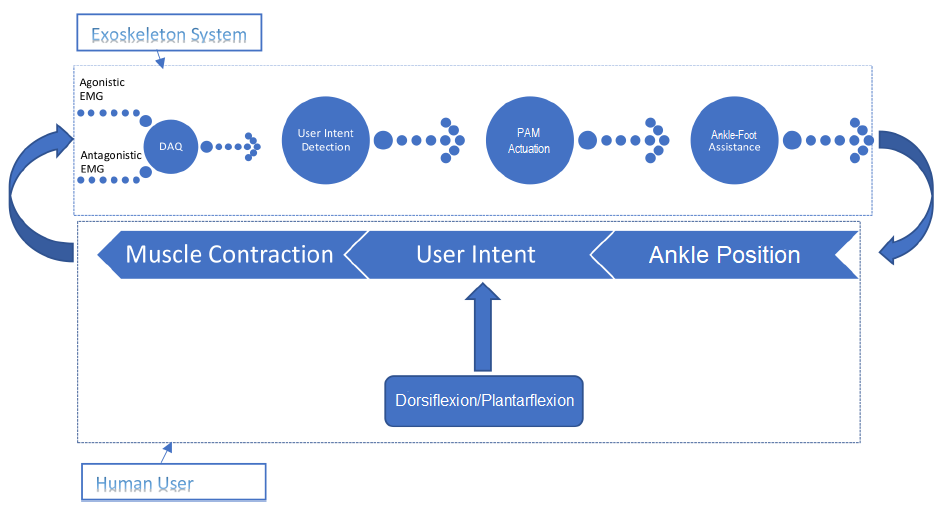 Exoskeleton System
Agonistic
EMG
Antagonistic
EMG
DAQ
User Intent
Detection
PAM
Actuation
Ankle-Foot
Assistance
Muscle Contraction
User Intent
Ankle Position
Dorsiflexion/Plantarflexion
Human User